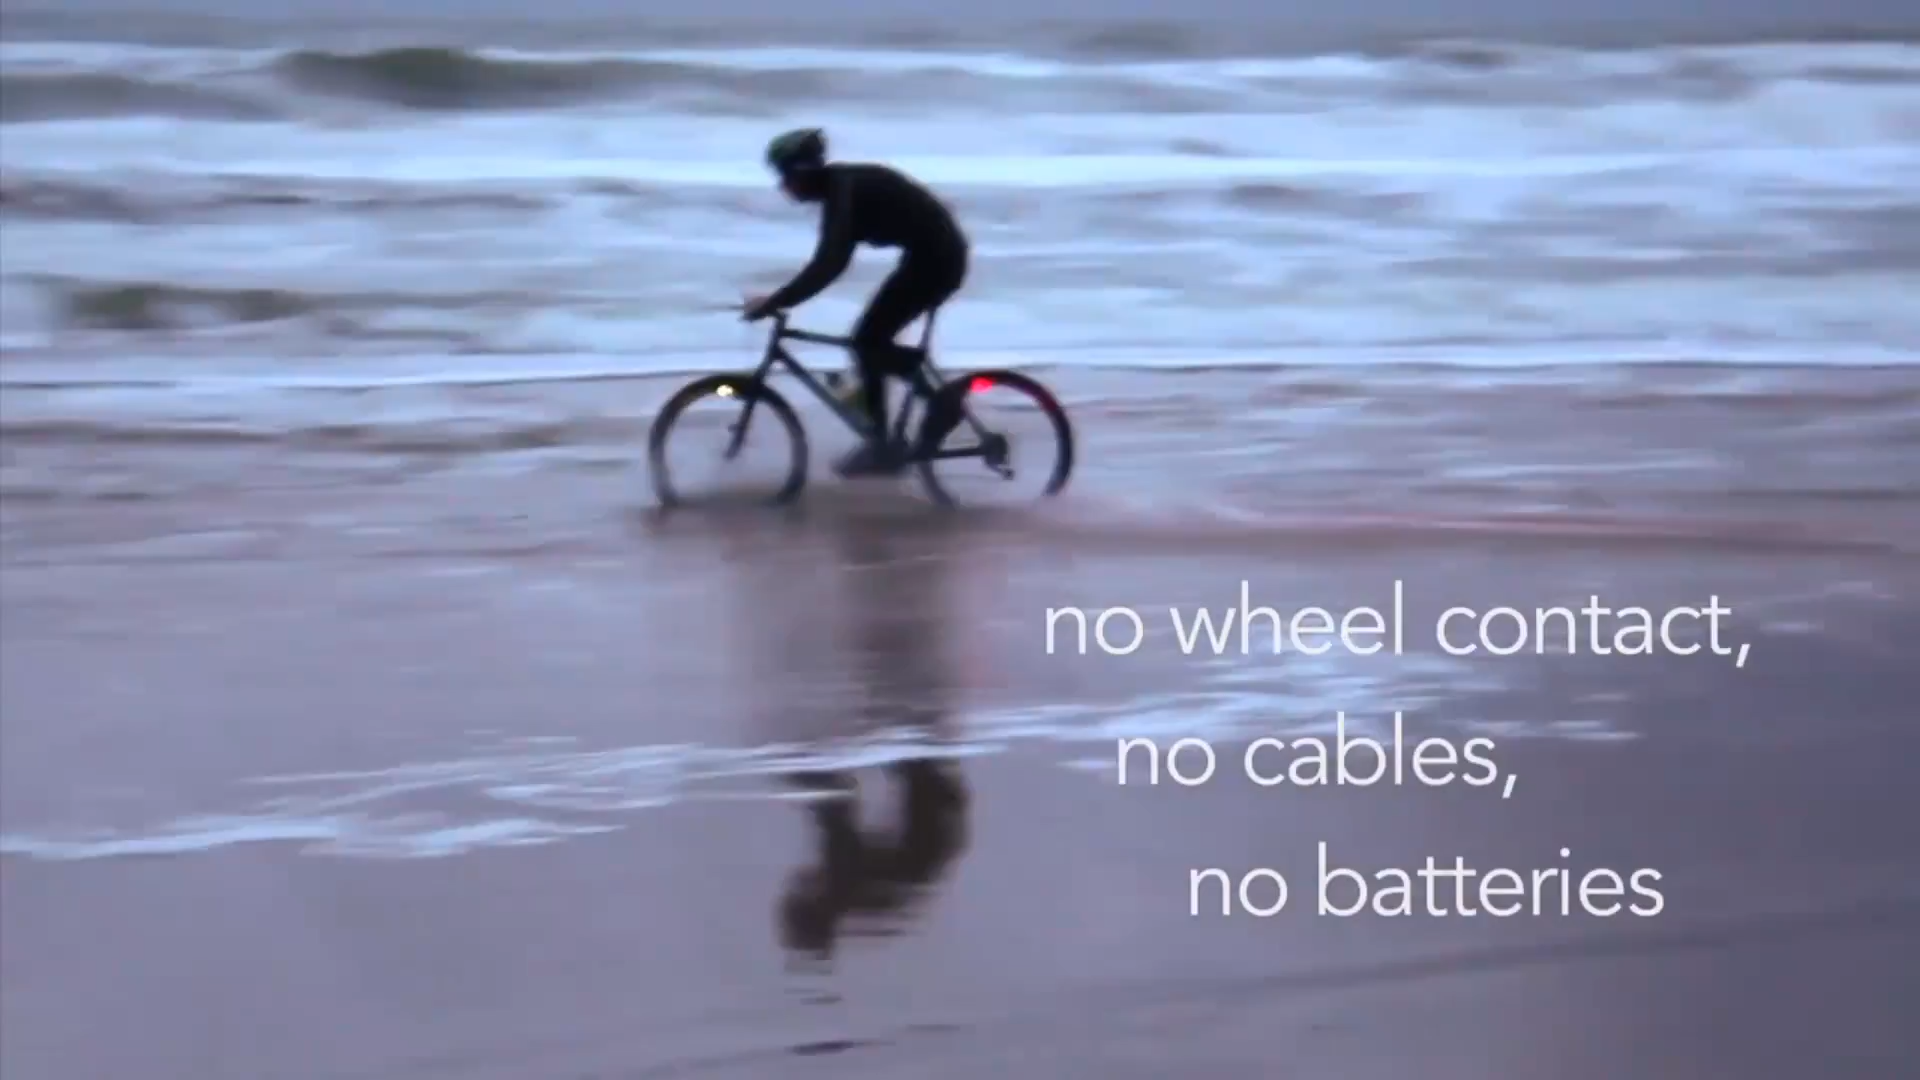 no wheel contact,
no cables,
no batteries